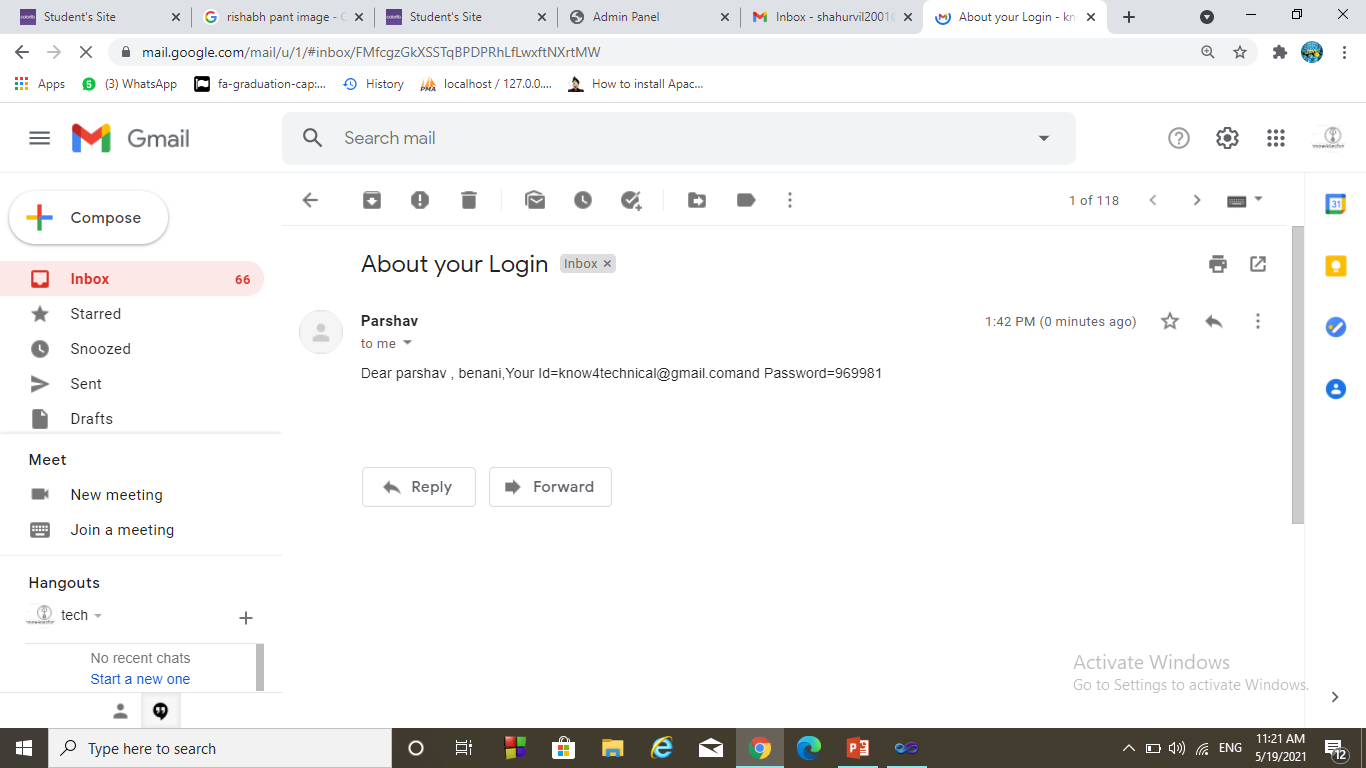 Student's Site
rishabh pant image - G
Student's Site
Admin Panel
Inbox - shahurvil2001
About your Login - kn
mail.google.com/mail/u/1/#inbox/FMfcgzGkXSSTqBPDPRhLfLwxftNXrtMW
Apps
(3) WhatsApp
fa-graduation-cap:...
History
localhost / 127.0.0....
How to install Apac...
Gmail
Search mail
Compose
1 of 118
Inbox 66
Starred
Snoozed
Sent
Drafts
Meet
New meeting
Join a meeting
Hangouts
tech
No recent chats
Start a new one
About your Login
Inbox ×
Parshav
1:42 PM (0 minutes ago)
to me
Dear parshav , benani,Your Id=know4technical@gmail.comand Password=969981
Reply
Forward
31
Activate Windows
Go to Settings to activate Windows.
Type here to search
ENG
11:21 AM
5/19/2021
12